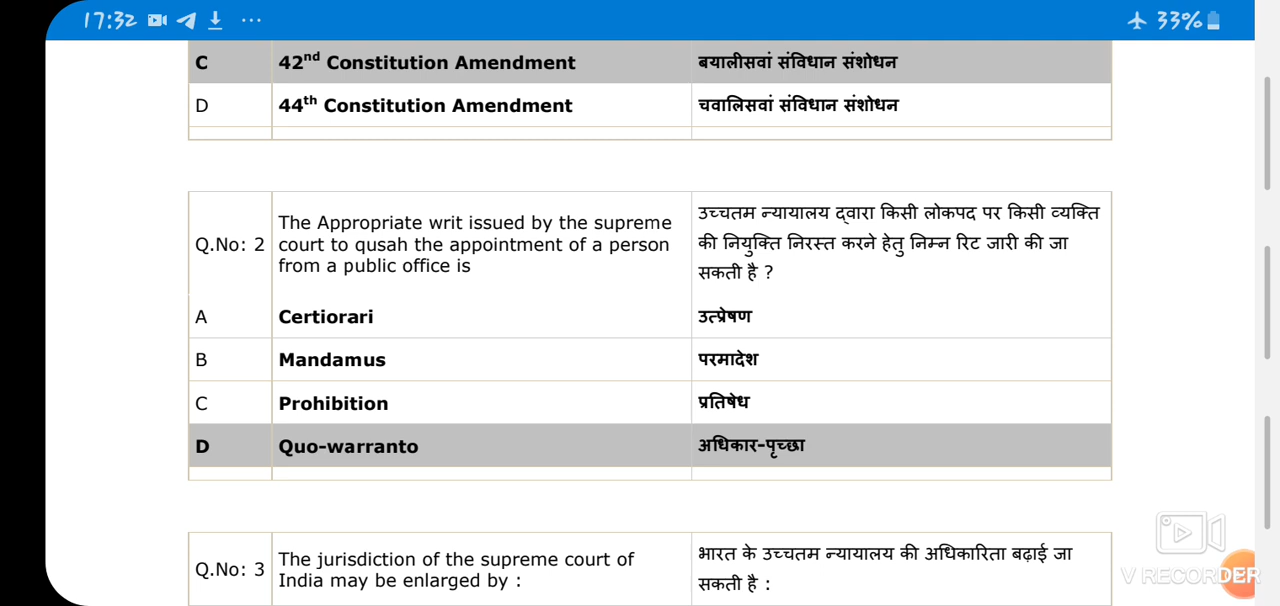 17:32
33%
C 42nd Constitution Amendment बयालीसवां संविधान संशोधन
D 44th Constitution Amendment चवालिसवां संविधान संशोधन
Q.No: 2
The Appropriate writ issued by the supreme
court to qusah the appointment of a person
from a public office is
उच्चतम न्यायालय द्वारा किसी लोकपद पर किसी व्यक्ति
की नियुक्ति निरस्त करने हेतु निम्न रिट जारी की जा
सकती है ?
A Certiorari उत्प्रेषण
B Mandamus परमादेश
C Prohibition प्रतिषेध
D Quo-warranto अधिकार-पृच्छा
Q.No: 3
The jurisdiction of the supreme court of
India may be enlarged by :
भारत के उच्चतम न्यायालय की अधिकारिता बढ़ाई जा
सकती है :
V RECORDER